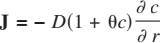 J = − D(1 + θc) ∂ c / ∂ r